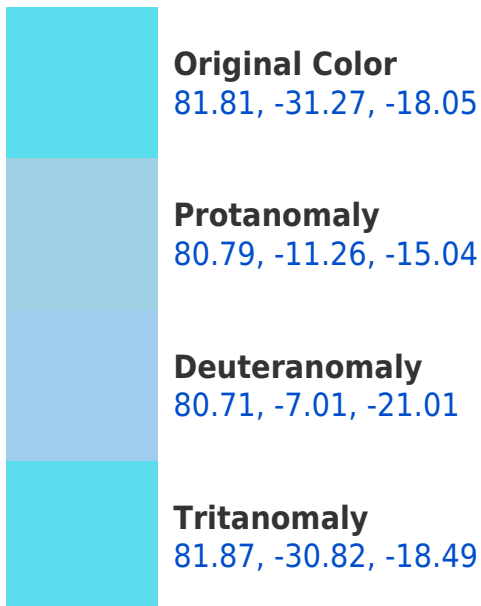 Original Color
81.81, -31.27, -18.05
Protanomaly
80.79, -11.26, -15.04
Deuteranomaly
80.71, -7.01, -21.01
Tritanomaly
81.87, -30.82, -18.49